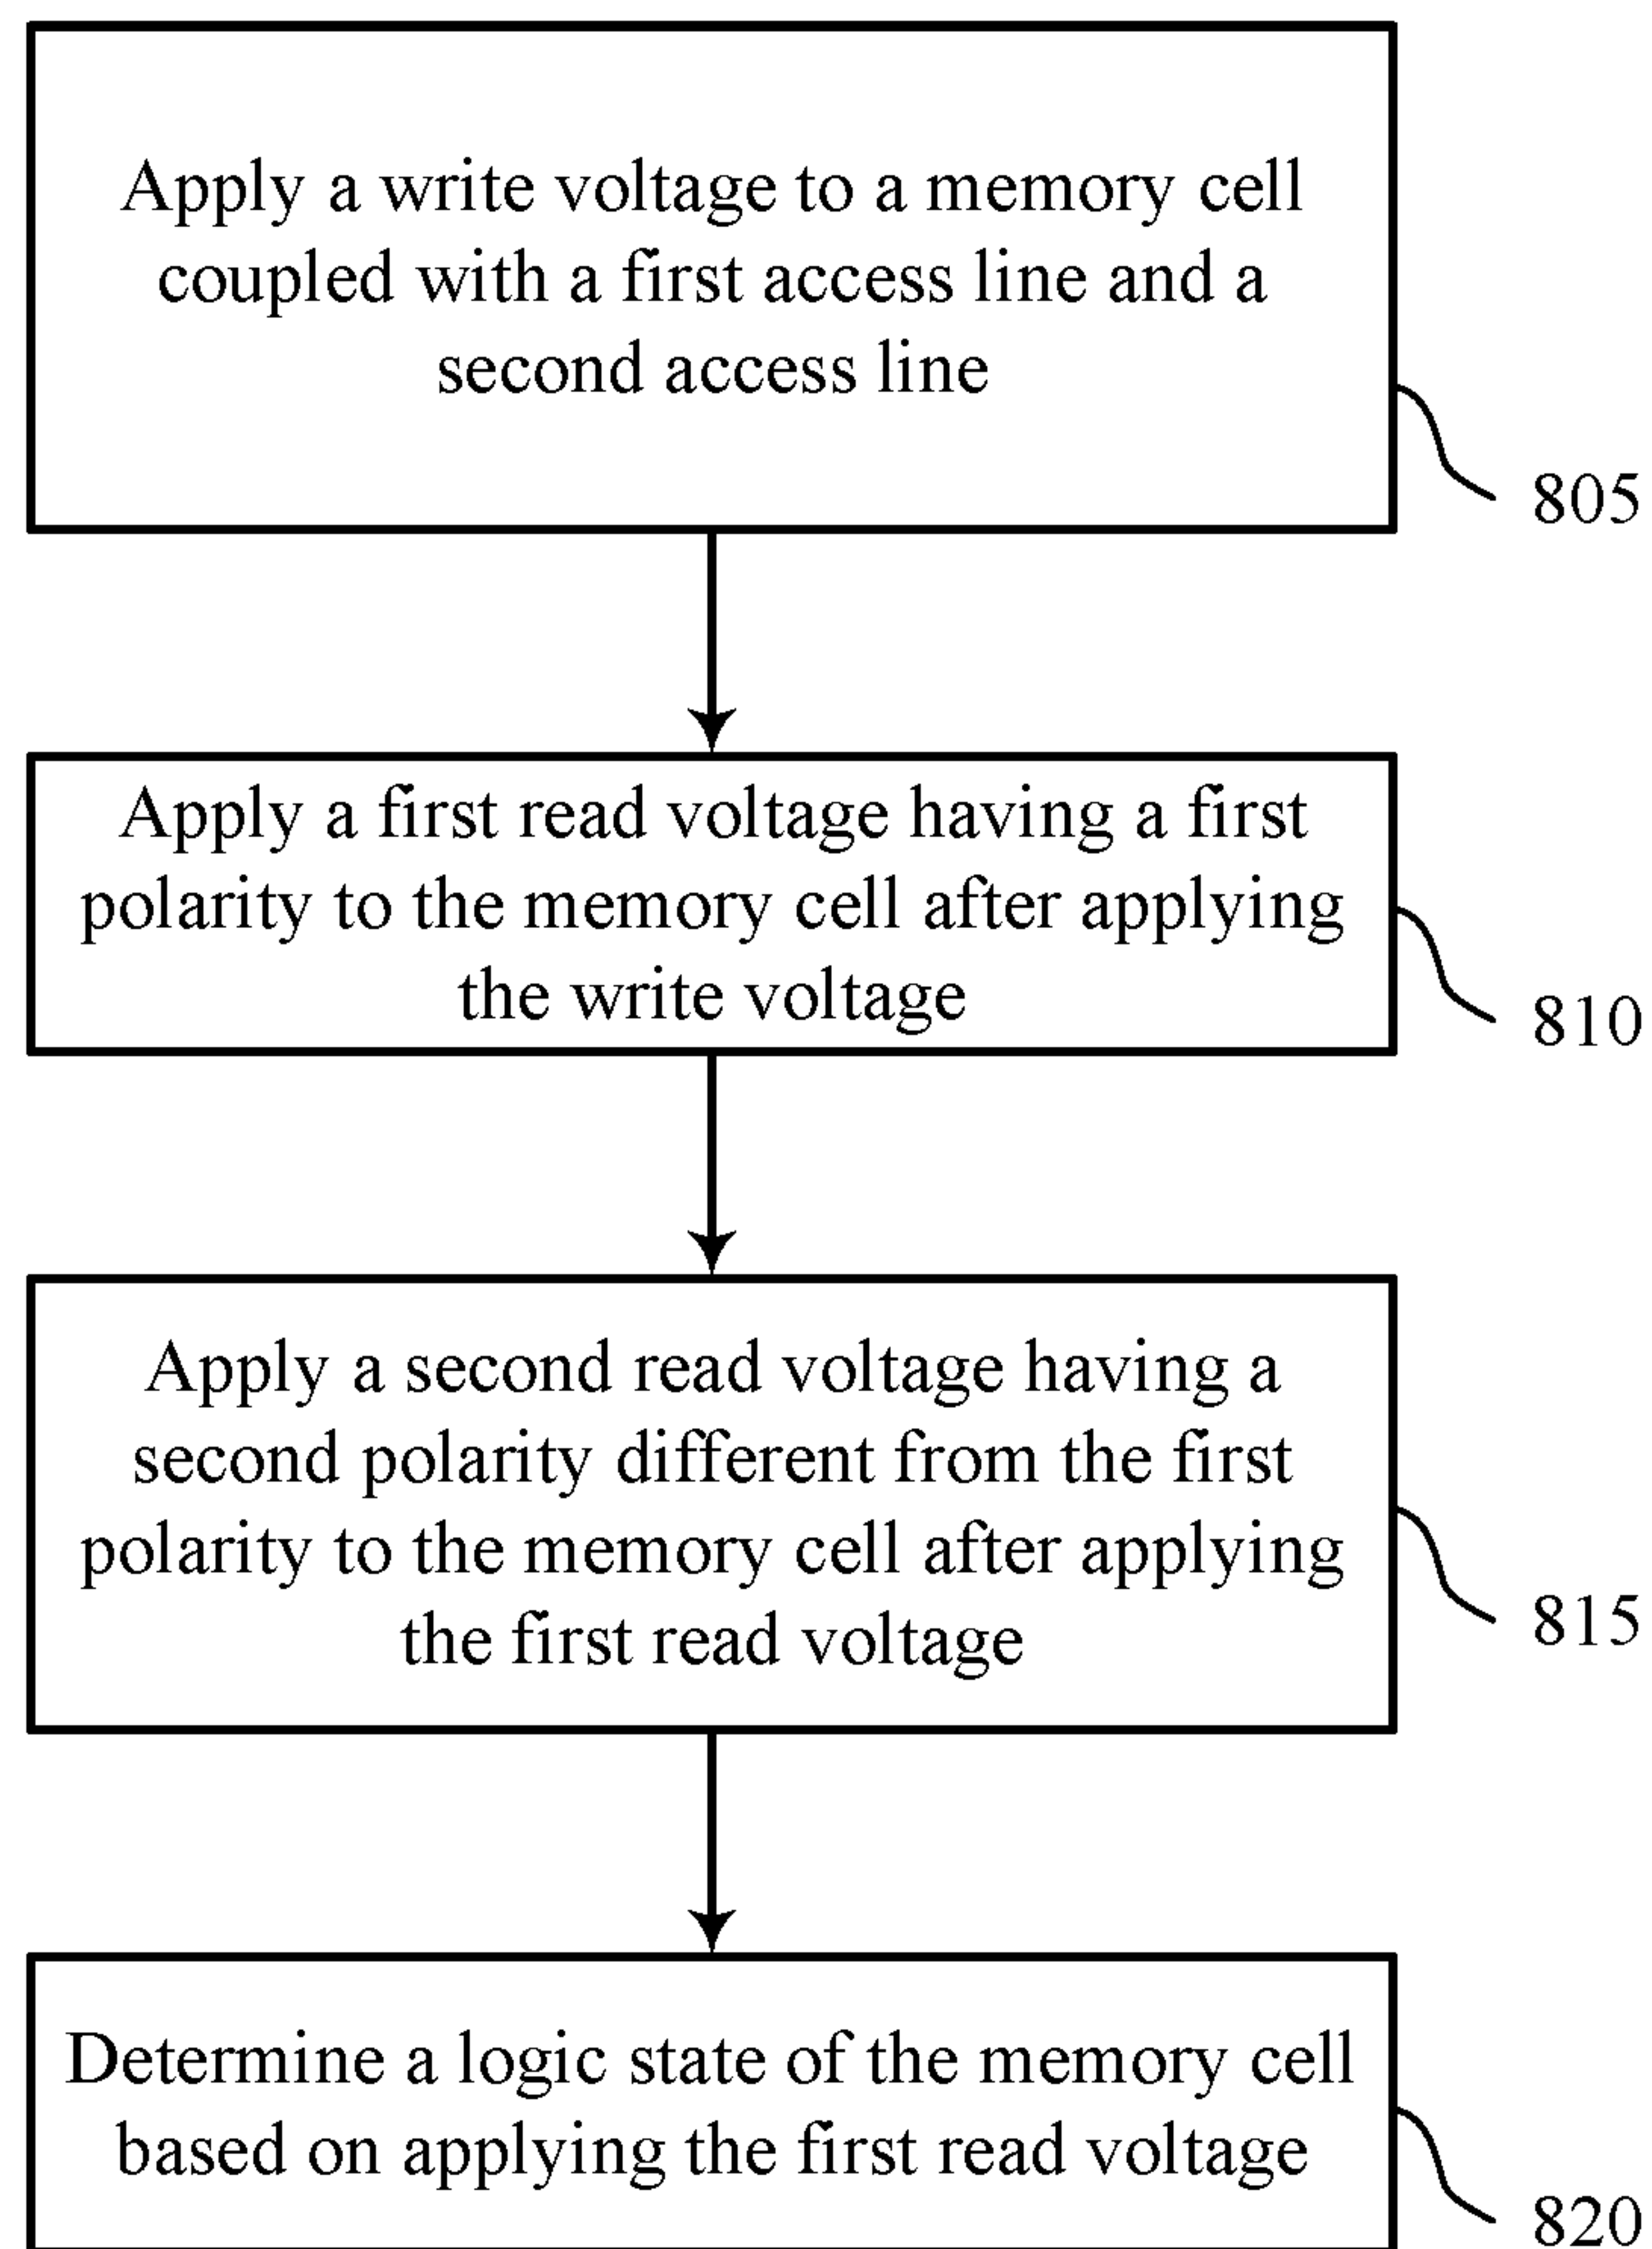 Apply a write voltage to a memory cell
coupled with a first access line and a
second access line
805
Apply a first read voltage having a first
polarity to the memory cell after applying
the write voltage
810
Apply a second read voltage having a
second polarity different from the first
polarity to the memory cell after applying
the first read voltage
815
Determine a logic state of the memory cell
based on applying the first read voltage
820